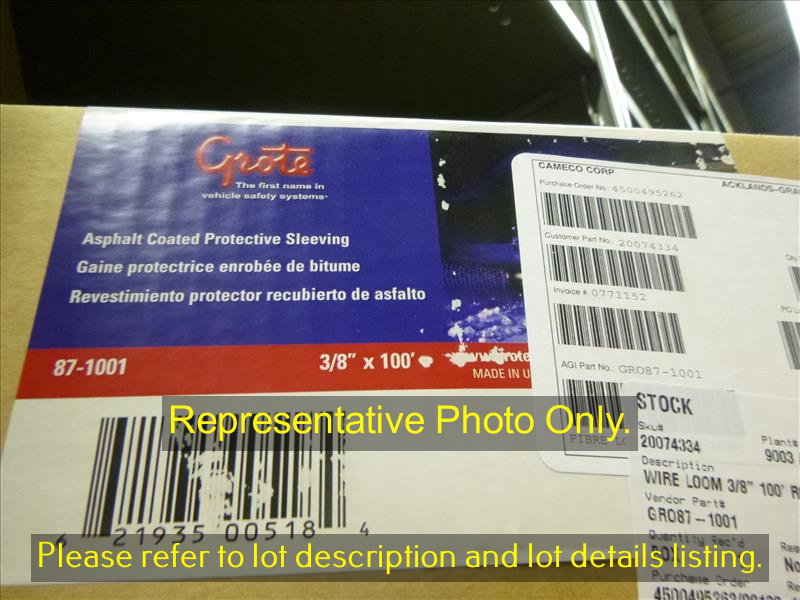 Grote
The first name in
vehicle safety systems
Asphalt Coated Protective Sleeving
Gaine protectrice enrobée de bitume
Revestimiento protector recubierto de asfalto
87-1001
3/8" x 100'
MADE IN
6 21935 00518 4
CAMECO CORP
Purchase Order No.: 4500495262
Customer Part No.: 20074334
Invoice # 0771152
AGI Part No.: GRO87-1001
STOCK
Sku#
20074334
Plant#
9003
Description
WIRE LOOM 3/8" 100'
Vendor Part#
GRO87-1001
Quantity Rec'd
Purchase Order
Representative Photo Only.
Please refer to lot description and lot details listing.